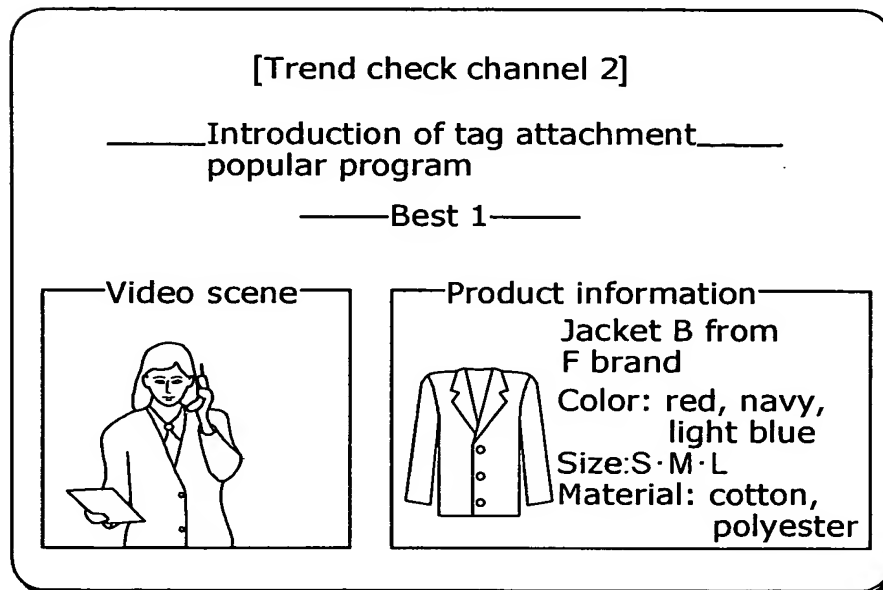 [Trend check channel 2]
Introduction of tag attachment
popular program
Best 1
Video scene
Product information
Jacket B from
F brand
Color: red, navy,
light blue
Size:S·M·L
Material: cotton,
polyester